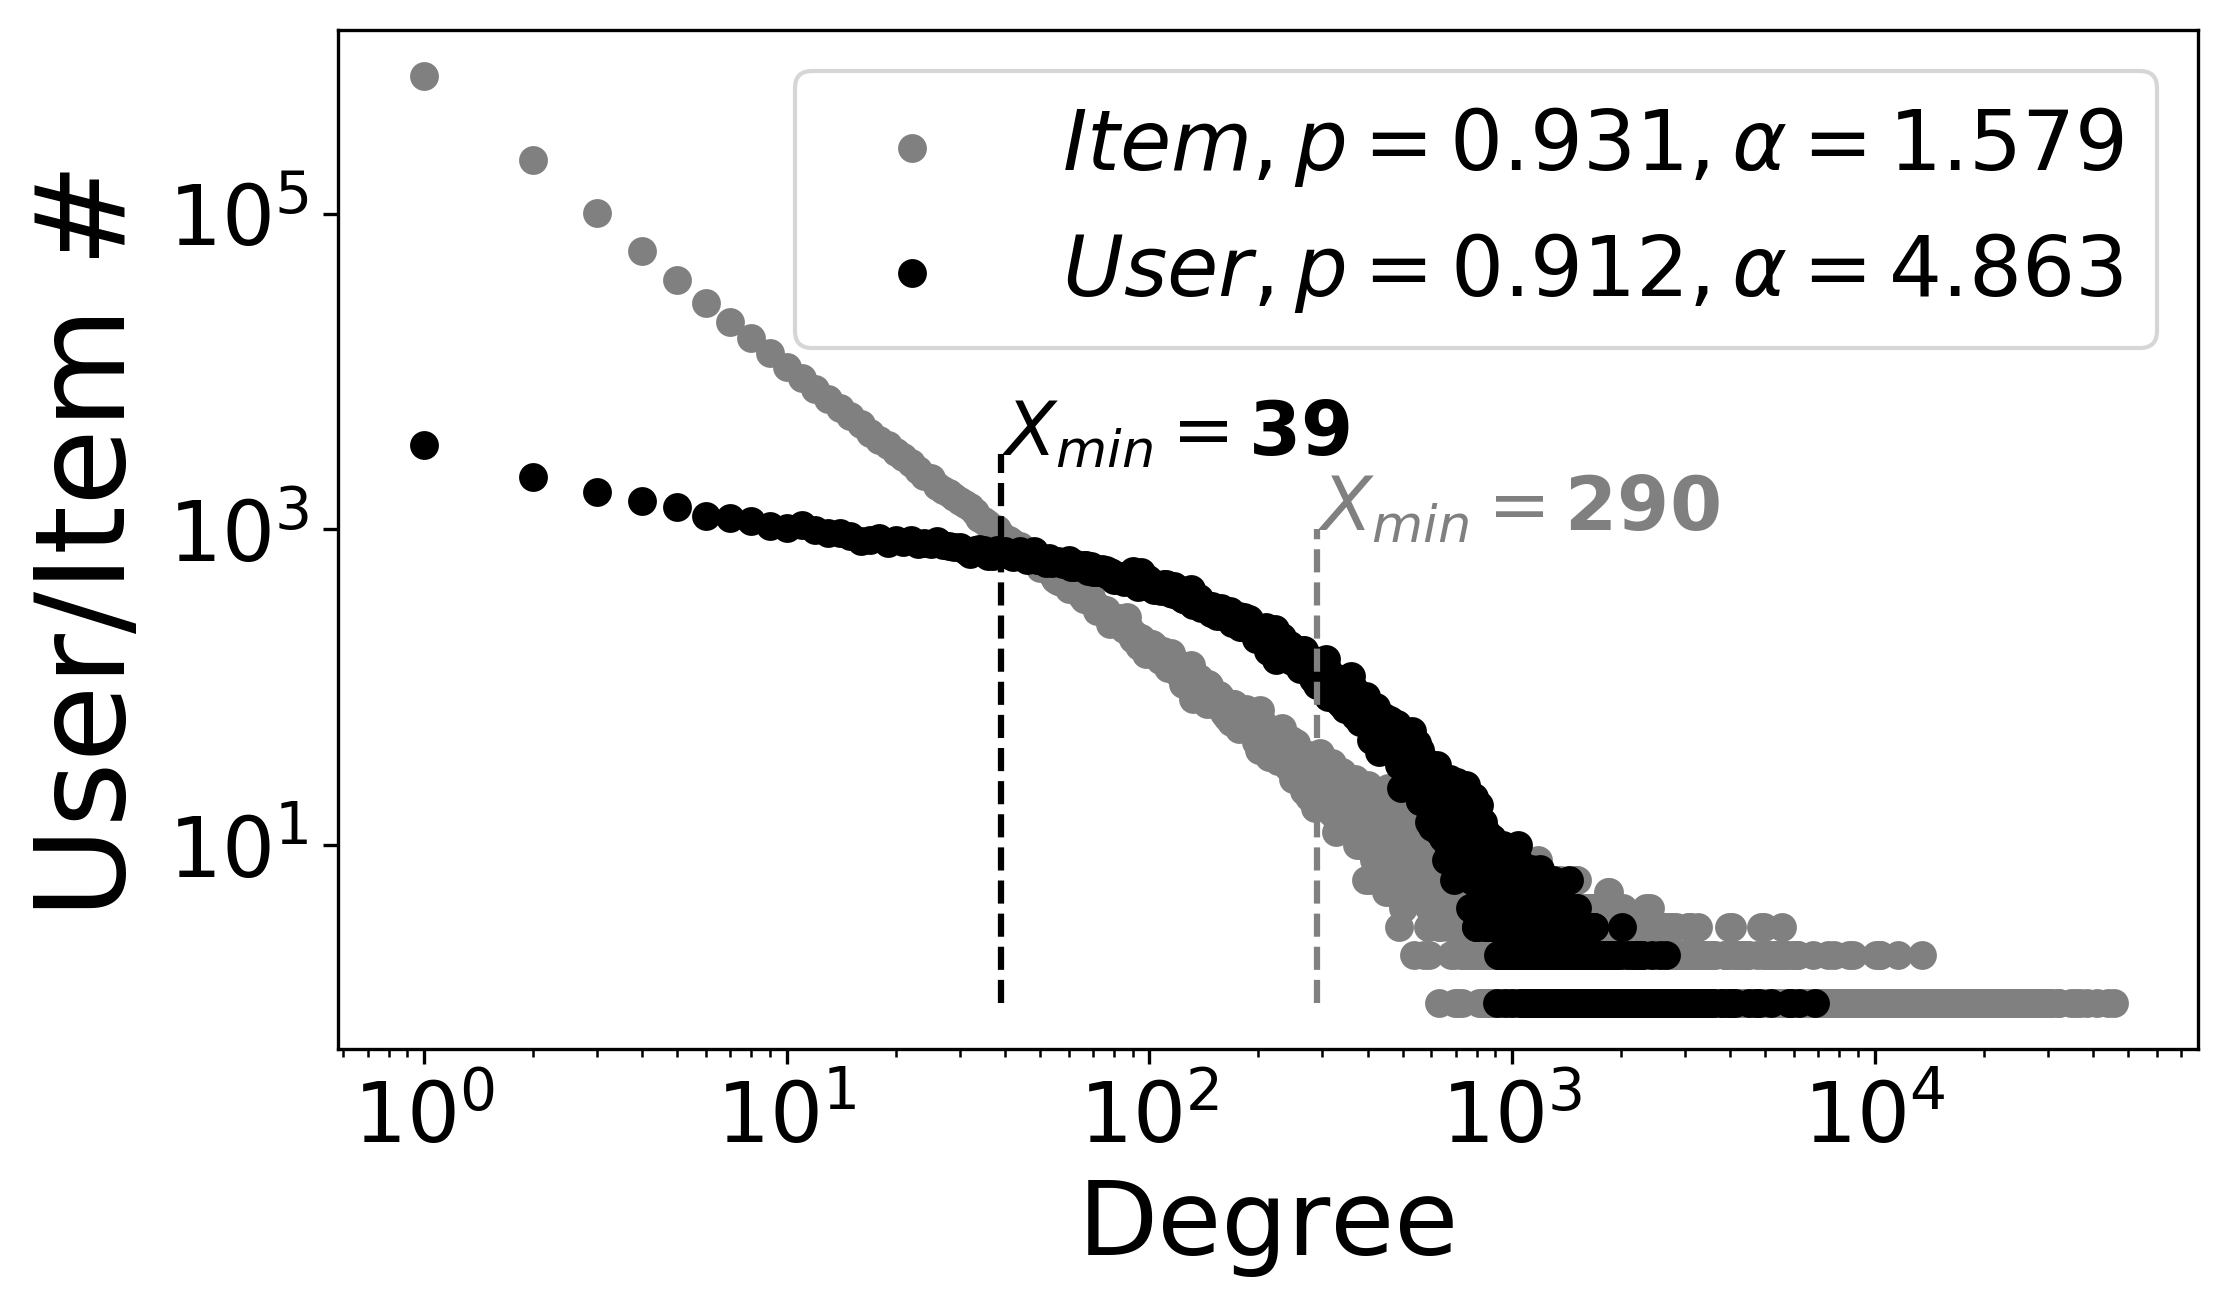 User/Item #
10^5
10^3
10^1
Item, p = 0.931, α = 1.579
User, p = 0.912, α = 4.863
X_min = 39
X_min = 290
10^0 10^1 10^2 10^3 10^4
Degree